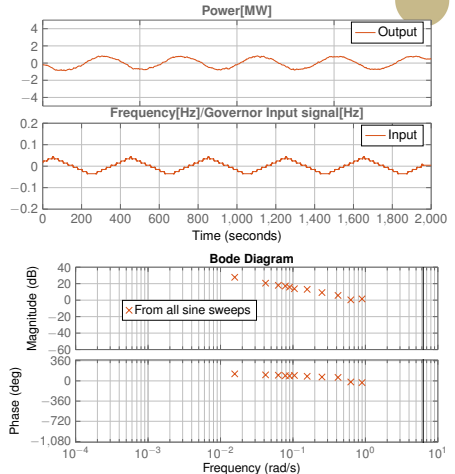 Power[MW]
4
2
0
−2
−4
Output
Frequency[Hz]/Governor Input signal[Hz]
0.2
0.1
0
−0.1
−0.2
Input
0 200 400 600 800 1,000 1,200 1,400 1,600 1,800 2,000
Time (seconds)
Bode Diagram
Magnitude (dB)
40
20
0
−20
−40
−60
From all sine sweeps
Phase (deg)
360
0
−360
−720
−1,080
10−4 10−3 10−2 10−1 100 101
Frequency (rad/s)